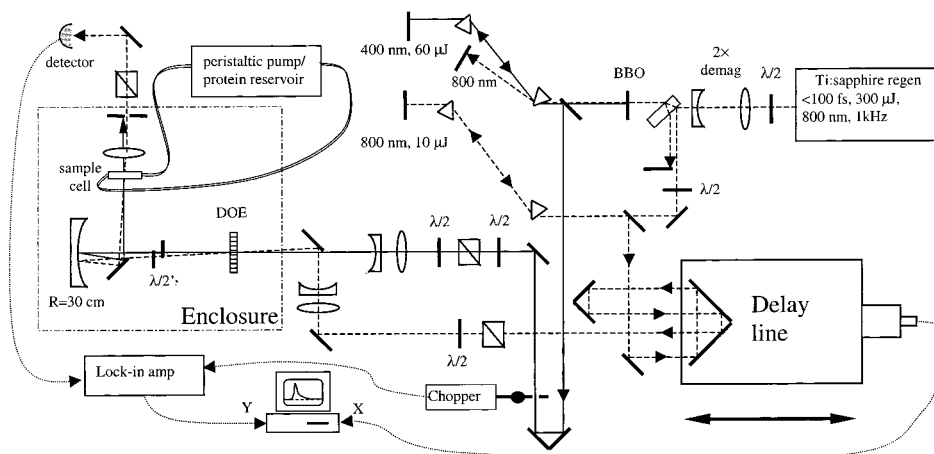 detector
peristaltic pump/
protein reservoir
400 nm, 60 μJ
800 nm
800 nm, 10 μJ
BBO
2×
demag
λ/2
Ti:sapphire regen
<100 fs, 300 μJ,
800 nm, 1kHz
λ/2
sample
cell
DOE
λ/2
λ/2
λ/2',
R=30 cm
Enclosure
λ/2
Delay
line
Lock-in amp
Y
X
Chopper